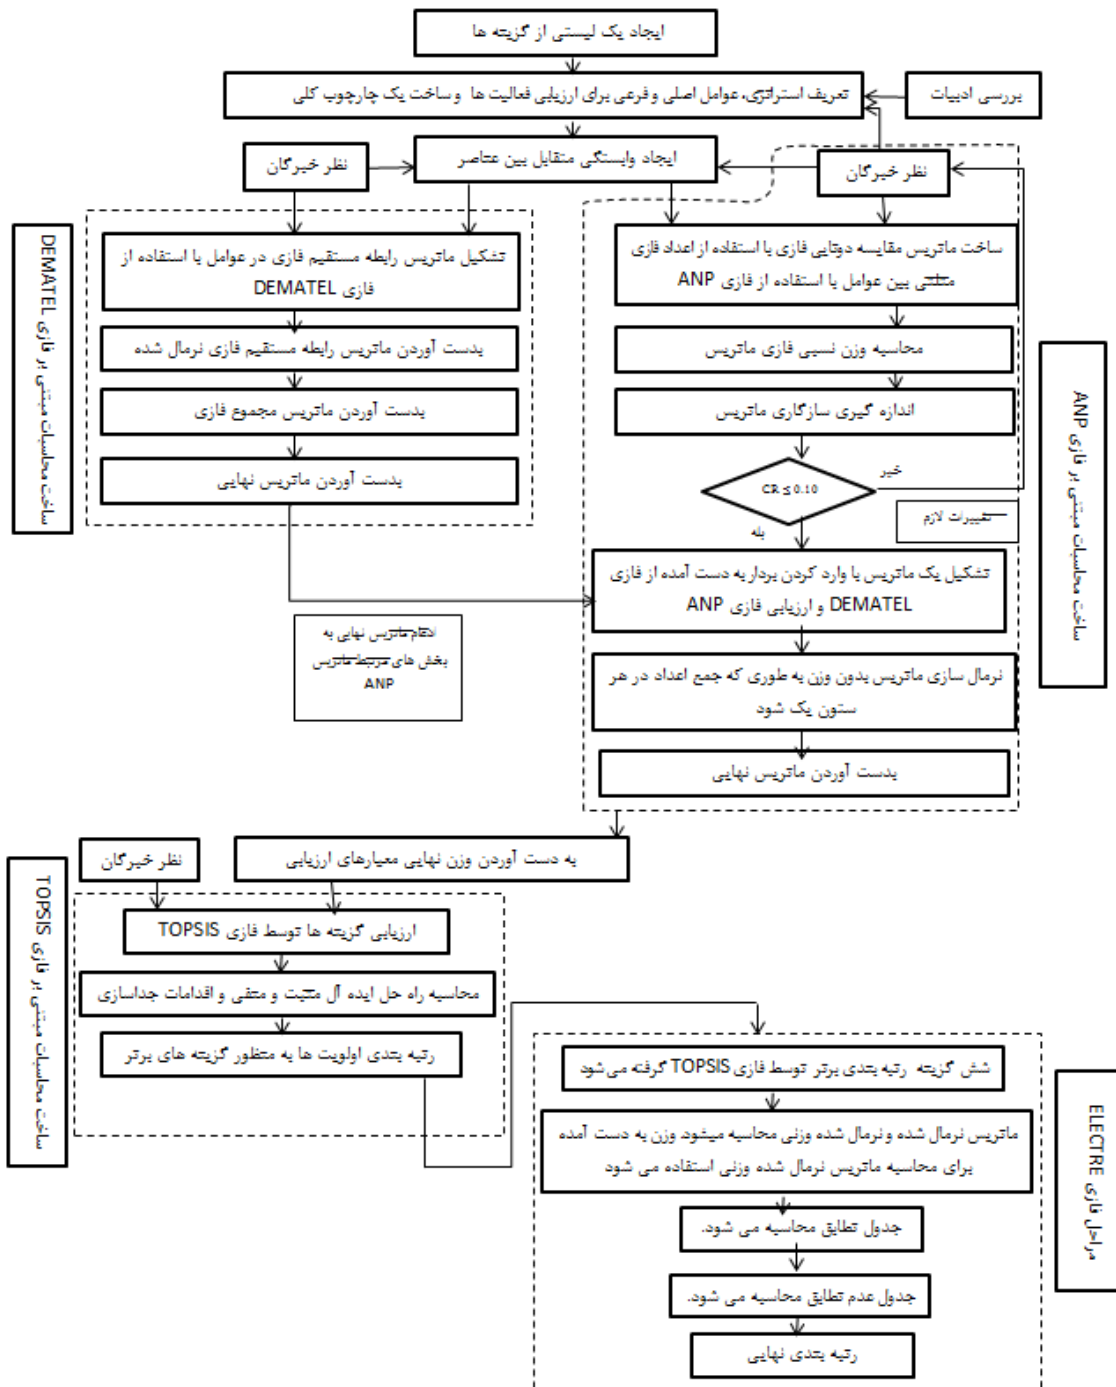 ایجاد یک لیستی از گزیته ها
تعریف استراتژی، عوامل اصلی و فرعی برای ارزیابی فعالیت ها و ساخت یک چارچوب کلی
بررسی ادبیات
ایجاد وابستگی متقابل بین عتاصر
نظر خبرگان
نظر خبرگان
ساخت محاسبات مبتنی بر فازی DEMATEL
تشکیل ماتریس رابطه مستقیم فازی در عوامل با استفاده از
فازی DEMATEL
بدست آوردن ماتریس رابطه مستقیم فازی نرمال شده
بدست آوردن ماتریس مجموع فازی
بدست آوردن ماتریس نهایی
ساخت محاسبات مبتنی بر فازی ANP
ساخت ماتریس مقایسه دوتایی فازی با استفاده از اعداد فازی
مثلثی بین عوامل با استفاده از فازی ANP
محاسبه وزن نسبی فازی ماتریس
اندازه گیری سازگاری ماتریس
CR ≤ 0.10
خیر
بله
تغییرات لازم
تشکیل یک ماتریس با وارد کردن بردار به دست آمده از فازی
DEMATEL و ارزیابی فازی ANP
ادغام ماتریس نهایی به
بخش های مرتبط ماتریس
ANP
نرمال سازی ماتریس بدون وزن به طوری که جمع اعداد در هر
ستون یک شود
بدست آوردن ماتریس نهایی
به دست آوردن وزن نهایی معیارهای ارزیابی
نظر خبرگان
ساخت محاسبات مبتنی بر فازی TOPSIS
ارزیابی گزیته ها توسط فازی TOPSIS
محاسبه راه حل ایده آل مثبت و منفی و اقدامات جداسازی
رتبه بندی اولویت ها به منظور گزیته های برتر
مراحل فازی ELECTRE
شش گزیته رتبه بندی برتر توسط فازی TOPSIS گرفته می شود
ماتریس نرمال شده و نرمال شده وزنی محاسبه میشود. وزن به دست آمده
برای محاسبه ماتریس نرمال شده وزنی استفاده می شود
جدول تطابق محاسبه می شود.
جدول عدم تطابق محاسبه می شود.
رتبه بندی نهایی